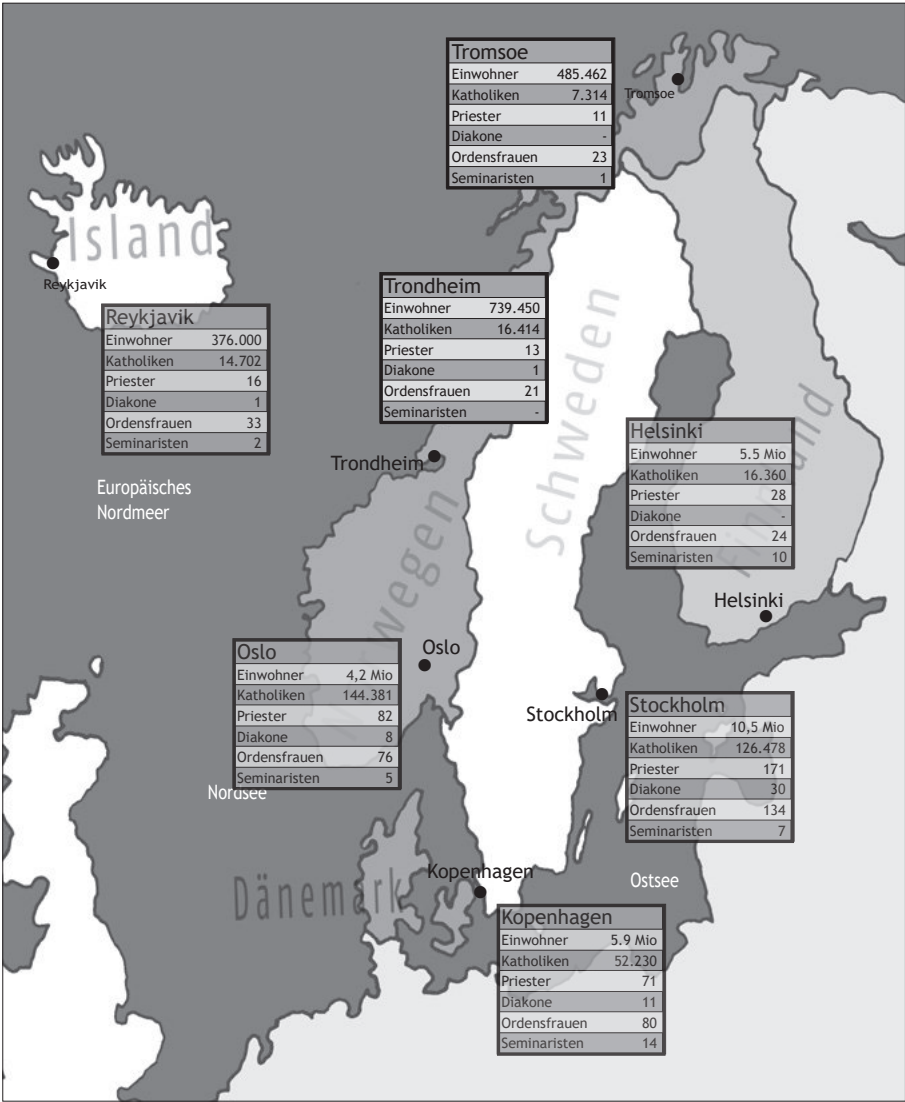 Tromsoe
Einwohner 485.462
Katholiken 7.314
Priester 11
Diakone -
Ordensfrauen 23
Seminaristen 1
Tromsoe
Island
Reykjavik
Reykjavik
Einwohner 376.000
Katholiken 14.702
Priester 16
Diakone 1
Ordensfrauen 33
Seminaristen 2
Trondheim
Einwohner 739.450
Katholiken 16.414
Priester 13
Diakone 1
Ordensfrauen 21
Seminaristen -
Trondheim
Schweden
Helsinki
Einwohner 5.5 Mio
Katholiken 16.360
Priester 28
Diakone -
Ordensfrauen 24
Seminaristen 10
Finnland
Helsinki
Europäisches
Nordmeer
Norwegen
Oslo
Oslo
Einwohner 4,2 Mio
Katholiken 144.381
Priester 82
Diakone 8
Ordensfrauen 76
Seminaristen 5
Nordsee
Stockholm
Stockholm
Einwohner 10,5 Mio
Katholiken 126.478
Priester 171
Diakone 30
Ordensfrauen 134
Seminaristen 7
Dänemark
Kopenhagen
Ostsee
Kopenhagen
Einwohner 5.9 Mio
Katholiken 52.230
Priester 71
Diakone 11
Ordensfrauen 80
Seminaristen 14